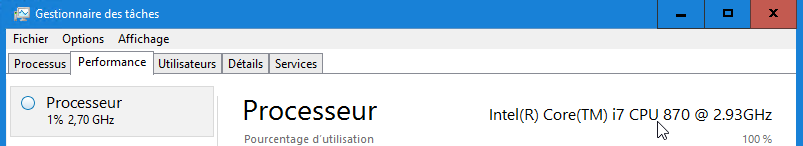 Gestionnaire des tâches
Fichier Options Affichage
Processus Performance Utilisateurs Détails Services
Processeur
1% 2,70 GHz
Processeur Intel(R) Core(TM) i7 CPU 870 @ 2.93GHz
Pourcentage d'utilisation 100 %